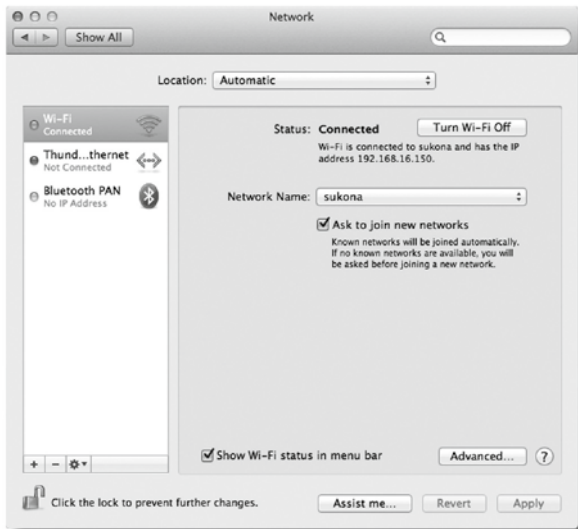 Network
Show All
Location: Automatic
Wi-Fi
Connected
Thund...thernet
Not Connected
Bluetooth PAN
No IP Address
Status: Connected
Turn Wi-Fi Off
Wi-Fi is connected to sukona and has the IP
address 192.168.16.150.
Network Name: sukona
Ask to join new networks
Known networks will be joined automatically.
If no known networks are available, you will
be asked before joining a new network.
Show Wi-Fi status in menu bar
Advanced... ?
Click the lock to prevent further changes.
Assist me... Revert Apply